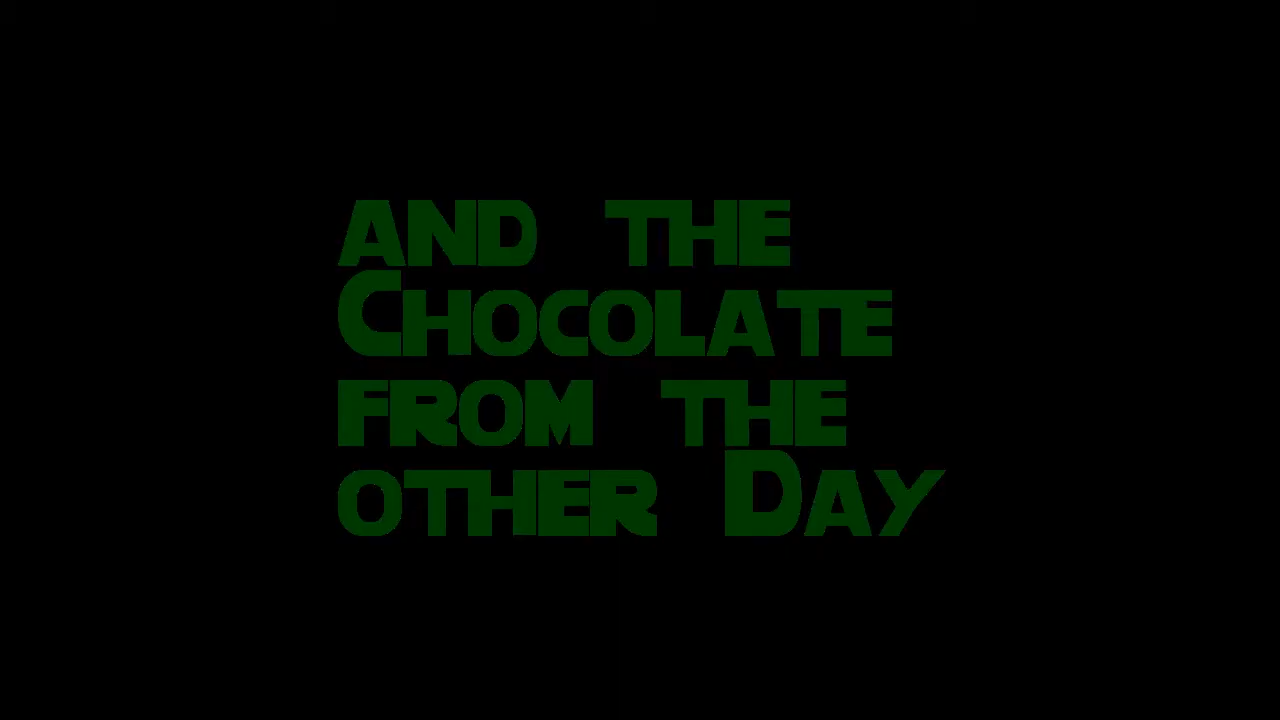 and the
Chocolate
from the
other Day